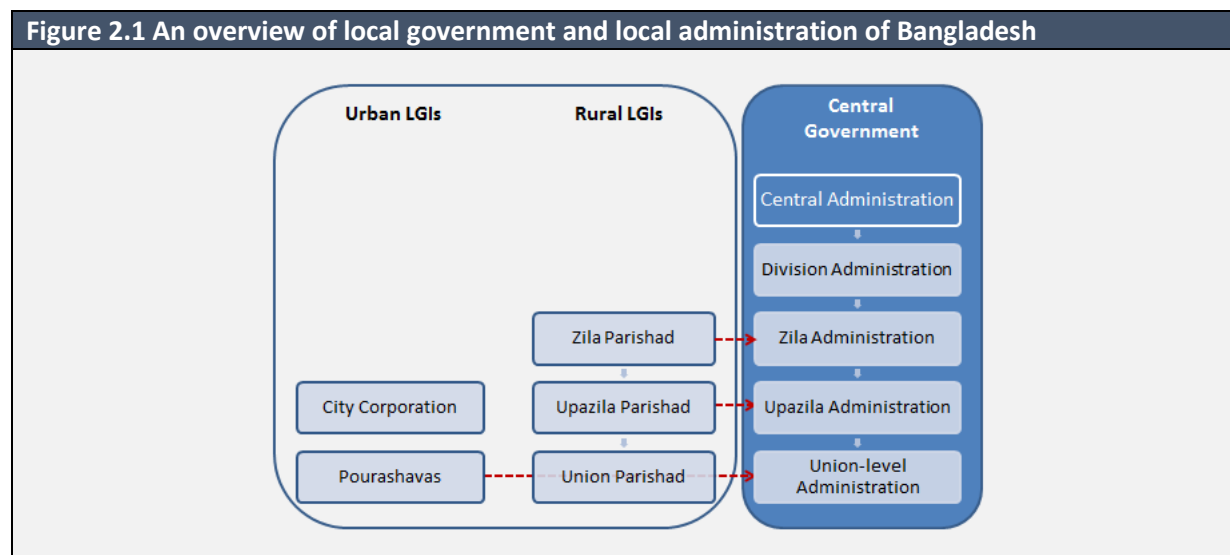 Figure 2.1 An overview of local government and local administration of Bangladesh
Urban LGIs
Rural LGIs
Central
Government
Central Administration
Division Administration
Zila Parishad
Zila Administration
City Corporation
Upazila Parishad
Upazila Administration
Pourashavas
Union Parishad
Union-level
Administration